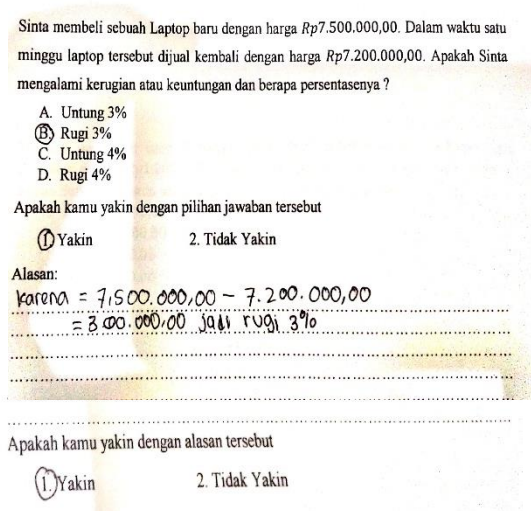 Sinta membeli sebuah Laptop baru dengan harga Rp7.500.000,00. Dalam waktu satu
minggu laptop tersebut dijual kembali dengan harga Rp7.200.000,00. Apakah Sinta
mengalami kerugian atau keuntungan dan berapa persentasenya ?
A. Untung 3%
B. Rugi 3%
C. Untung 4%
D. Rugi 4%
Apakah kamu yakin dengan pilihan jawaban tersebut
1. Yakin 2. Tidak Yakin
Alasan:
karena = 7.500.000,00 - 7.200.000,00
= 300.000,00 jadi rugi 3%
Apakah kamu yakin dengan alasan tersebut
1. Yakin 2. Tidak Yakin